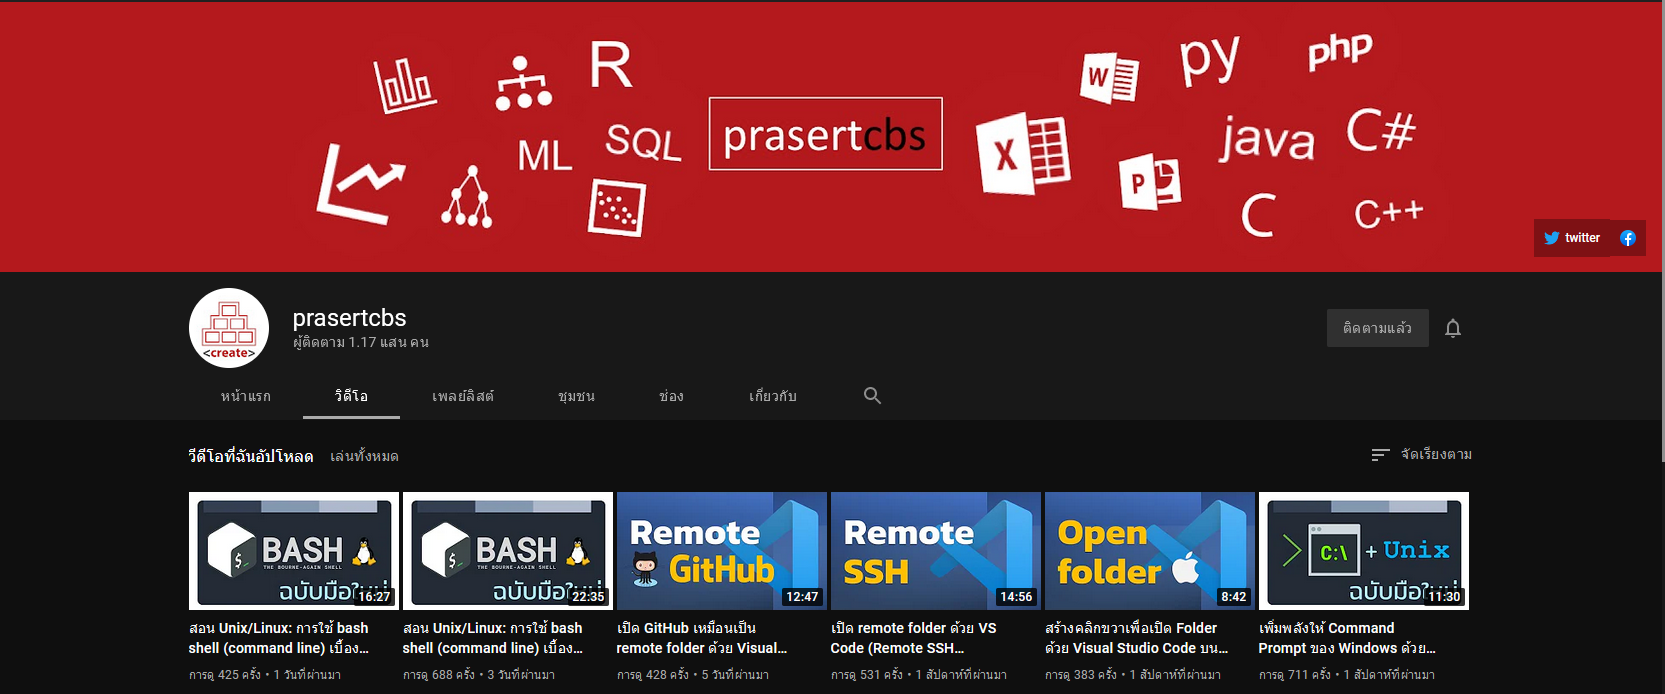 R
py
php
W
SQL
ML
prasertcbs
X
java
C#
P
C
C++
twitter
<create>
prasertcbs
ผู้ติดตาม 1.17 แสน คน
ติดตามแล้ว
หน้าแรก วิดีโอ เพลย์ลิสต์ ชุมชน ช่อง เกี่ยวกับ
วิดีโอที่ฉันอัปโหลด เล่นทั้งหมด
จัดเรียงตาม
BASH
THE BOURNE-AGAIN SHELL
16:27
สอน Unix/Linux: การใช้ bash
shell (command line) เบื้อง...
การดู 425 ครั้ง • 1 วันที่ผ่านมา
BASH
THE BOURNE-AGAIN SHELL
22:35
สอน Unix/Linux: การใช้ bash
shell (command line) เบื้อง...
การดู 688 ครั้ง • 3 วันที่ผ่านมา
Remote
GitHub
12:47
เปิด GitHub เหมือนเป็น
remote folder ด้วย Visual...
การดู 428 ครั้ง • 5 วันที่ผ่านมา
Remote
SSH
14:56
เปิด remote folder ด้วย VS
Code (Remote SSH...
การดู 531 ครั้ง • 1 สัปดาห์ที่ผ่านมา
Open
folder
8:42
สร้างคลิกขวาเพื่อเปิด Folder
ด้วย Visual Studio Code บน...
การดู 383 ครั้ง • 1 สัปดาห์ที่ผ่านมา
C:\ + Unix
11:30
เพิ่มพลังให้ Command
Prompt ของ Windows ด้วย...
การดู 711 ครั้ง • 1 สัปดาห์ที่ผ่านมา